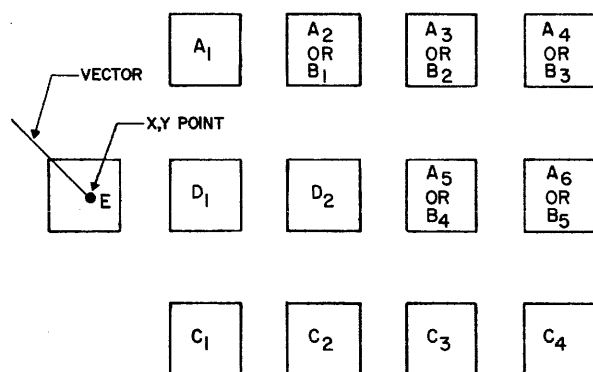 A1
A2
OR
B1
A3
OR
B2
A4
OR
B3
VECTOR
X,Y POINT
E
D1
D2
A5
OR
B4
A6
OR
B5
C1
C2
C3
C4